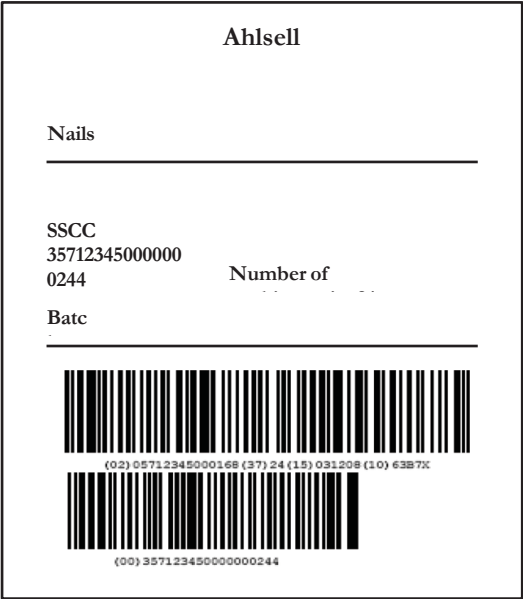 Ahlsell
Nails
SSCC
35712345000000
0244
Number of
Batc
(02)05712345000168(37)24(15)031208(10)63B7X
(00)357123450000000244